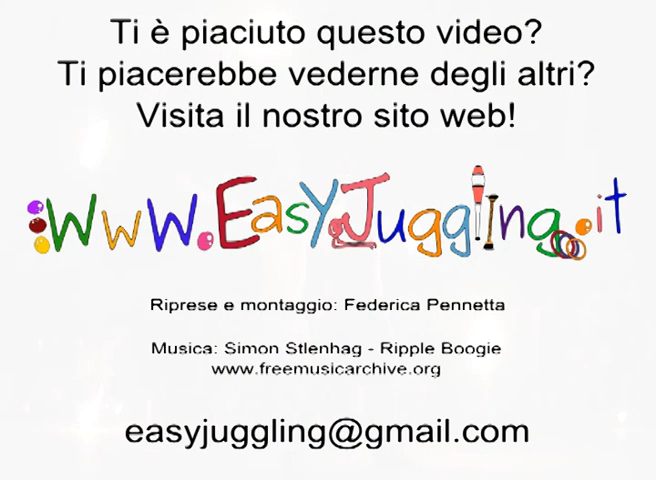 Ti è piaciuto questo video?
Ti piacerebbe vederne degli altri?
Visita il nostro sito web!
www.EasyJuggling.it
Riprese e montaggio: Federica Pennetta
Musica: Simon Stlenhag - Ripple Boogie
www.freemusicarchive.org
easyjuggling@gmail.com